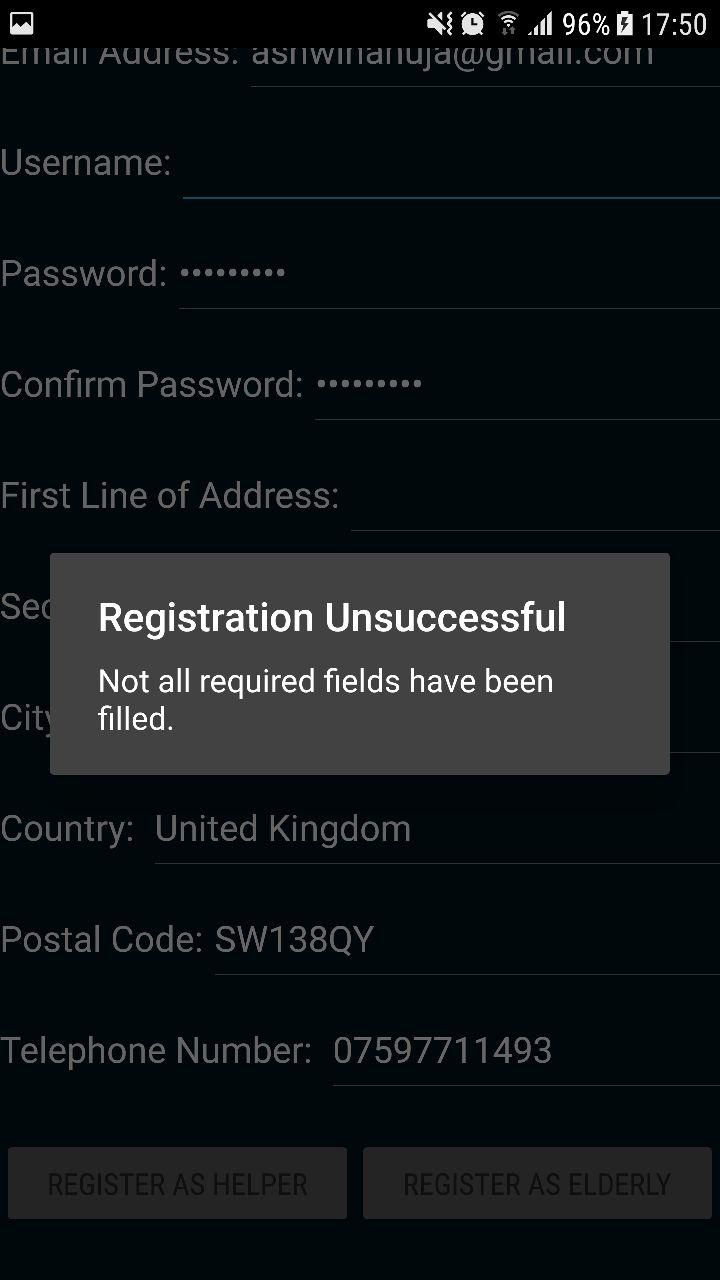 96% 17:50
Email Address: ashwinahuja@gmail.com
Username:
Password: •••••••••
Confirm Password: •••••••••
First Line of Address:
Sec
Registration Unsuccessful
Not all required fields have been
filled.
City
Country: United Kingdom
Postal Code: SW138QY
Telephone Number: 07597711493
REGISTER AS HELPER REGISTER AS ELDERLY